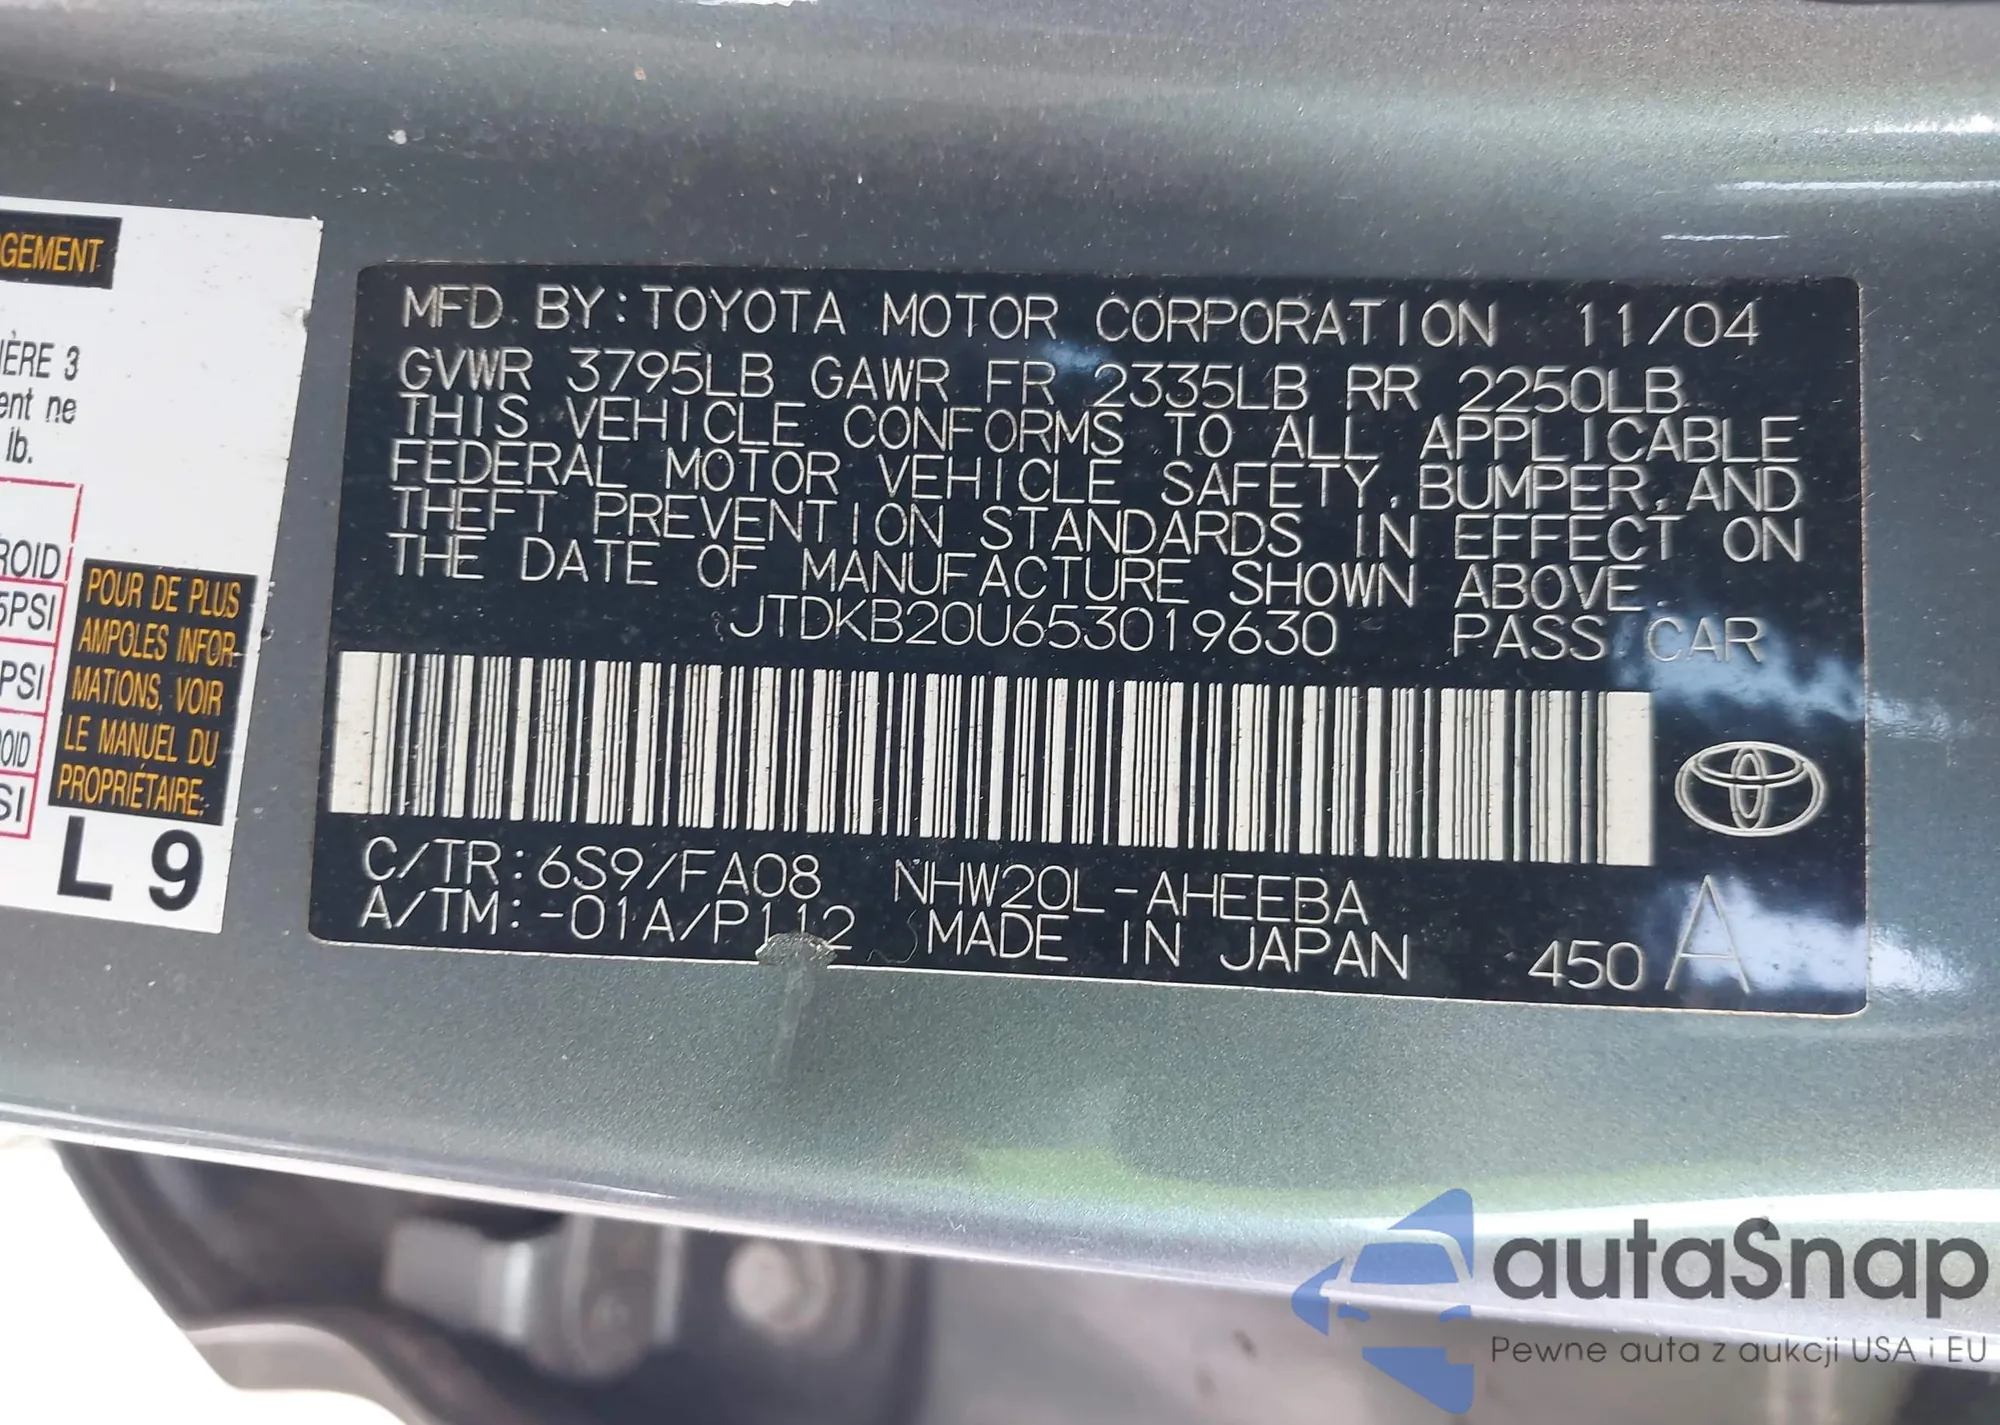 GEMENT
IÈRE 3
ent ne
lb.
ROID
5PSI
PSI
OID
SI
POUR DE PLUS
AMPOLES INFOR-
MATIONS, VOIR
LE MANUEL DU
PROPRIÉTAIRE.
L 9
MFD. BY: TOYOTA MOTOR CORPORATION 11/04
GVWR 3795LB GAWR FR 2335LB RR 2250LB
THIS VEHICLE CONFORMS TO ALL APPLICABLE
FEDERAL MOTOR VEHICLE SAFETY, BUMPER, AND
THEFT PREVENTION STANDARDS IN EFFECT ON
THE DATE OF MANUFACTURE SHOWN ABOVE.
JTDKB20U653019630 PASS CAR
C/TR: 6S9/FA08 NHW20L-AHEEBA
A/TM: -01A/P112 MADE IN JAPAN 450 A
autaSnap
Pewne auta z aukcji USA i EU